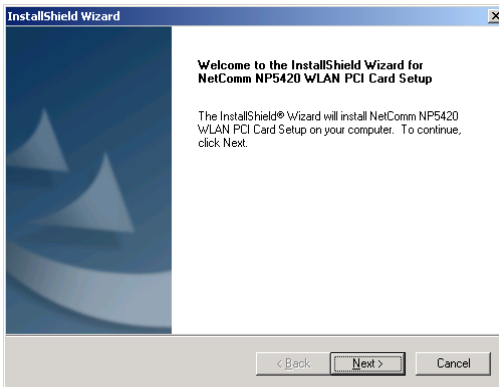 InstallShield Wizard
Welcome to the InstallShield Wizard for
NetComm NP5420 WLAN PCI Card Setup
The InstallShield® Wizard will install NetComm NP5420
WLAN PCI Card Setup on your computer. To continue,
click Next.
< Back
Next >
Cancel